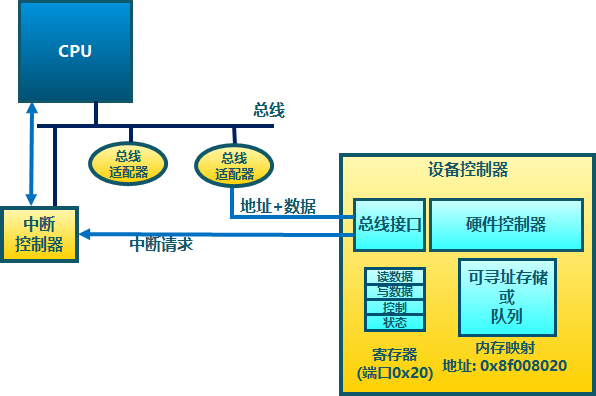 CPU
总线
总线
适配器
总线
适配器
设备控制器
地址+数据
总线接口
硬件控制器
中断
控制器
中断请求
读数据
写数据
控制
状态
可寻址存储
或
队列
寄存器
(端口0x20)
内存映射
地址: 0x8f008020